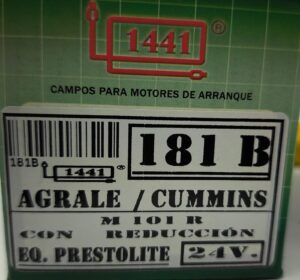 1441®
CAMPOS PARA MOTORES DE ARRANQUE
181B
1441®
181 B
AGRALE / CUMMINS
M 101 R
CON REDUCCIÓN
EQ. PRESTOLITE 24V.